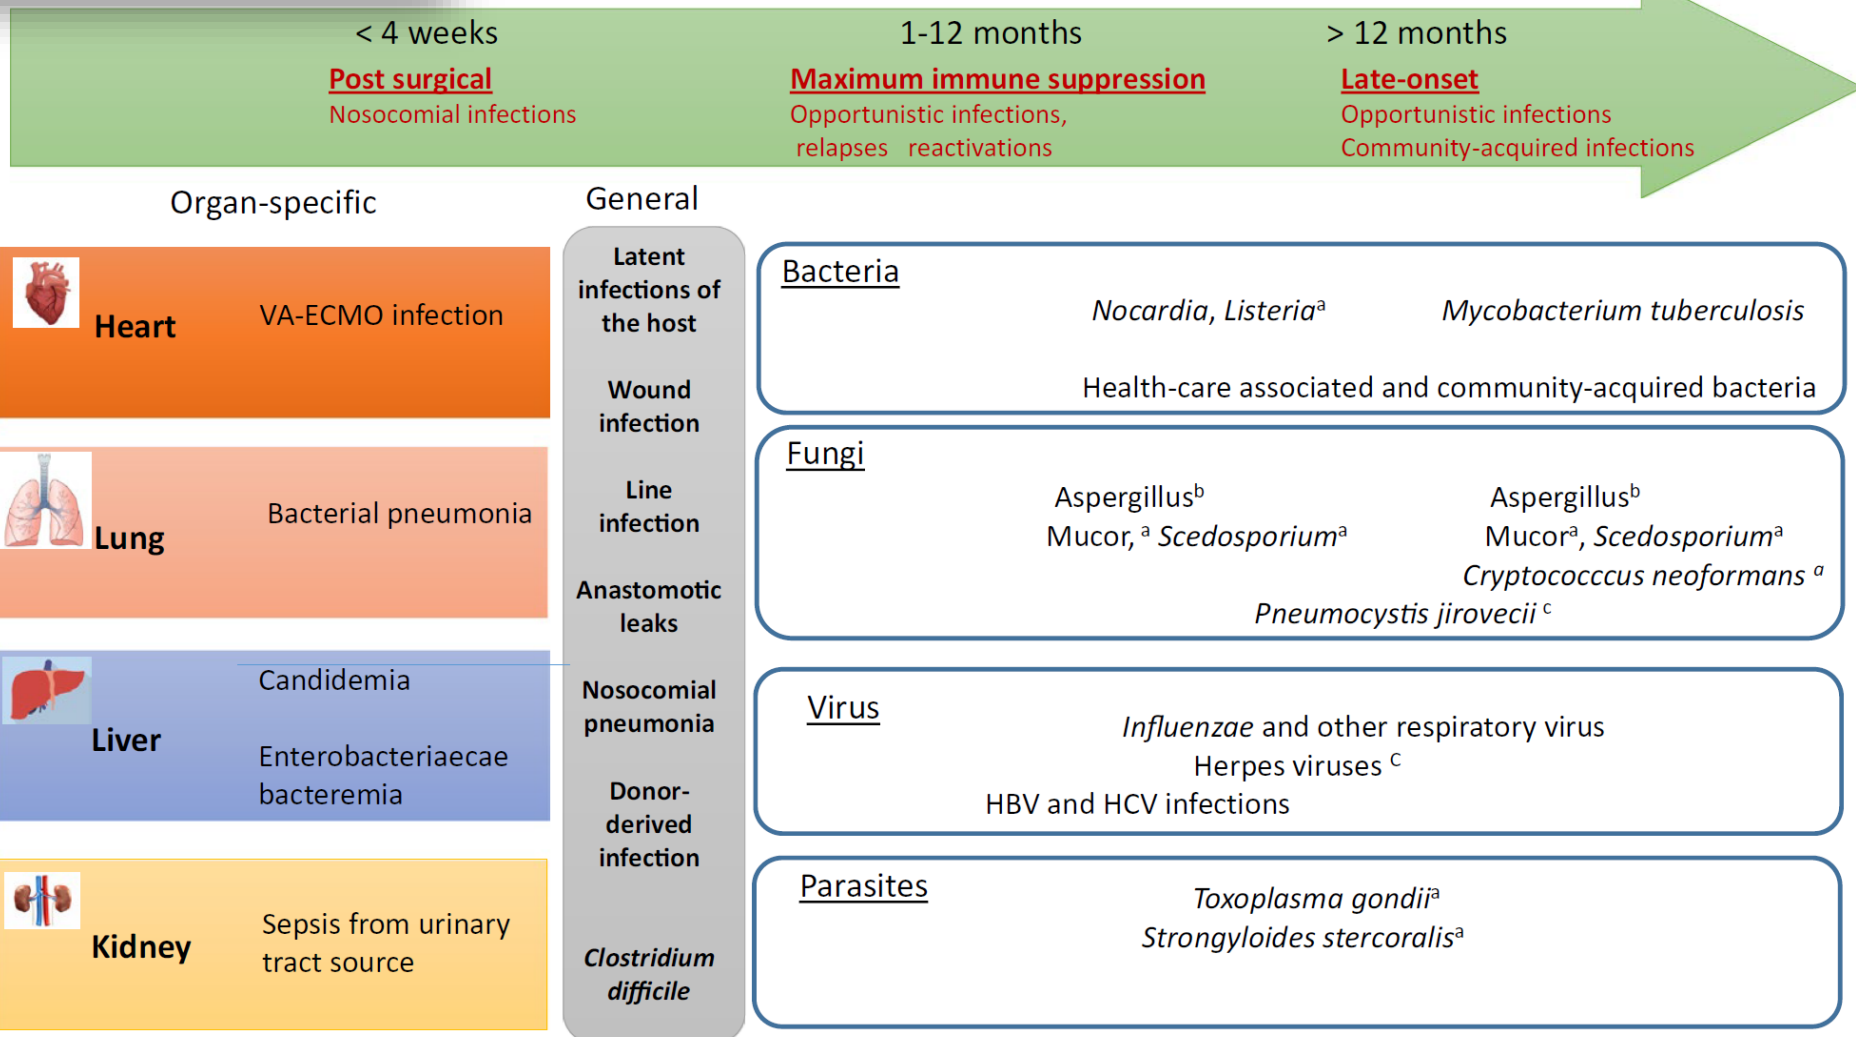 < 4 weeks
Post surgical
Nosocomial infections
1-12 months
Maximum immune suppression
Opportunistic infections,
relapses reactivations
> 12 months
Late-onset
Opportunistic infections
Community-acquired infections
Organ-specific
Heart
VA-ECMO infection
Lung
Bacterial pneumonia
Liver
Candidemia
Enterobacteriaecae
bacteremia
Kidney
Sepsis from urinary
tract source
General
Latent
infections of
the host
Wound
infection
Line
infection
Anastomotic
leaks
Nosocomial
pneumonia
Donor-
derived
infection
Clostridium
difficile
Bacteria
Nocardia, Listeriaᵃ
Mycobacterium tuberculosis
Health-care associated and community-acquired bacteria
Fungi
Aspergillusᵇ
Mucor, ᵃ Scedosporiumᵃ
Aspergillusᵇ
Mucorᵃ, Scedosporiumᵃ
Cryptococccus neoformans ᵃ
Pneumocystis jirovecii ᶜ
Virus
Influenzae and other respiratory virus
Herpes viruses ᶜ
HBV and HCV infections
Parasites
Toxoplasma gondiiᵃ
Strongyloides stercoralisᵃ